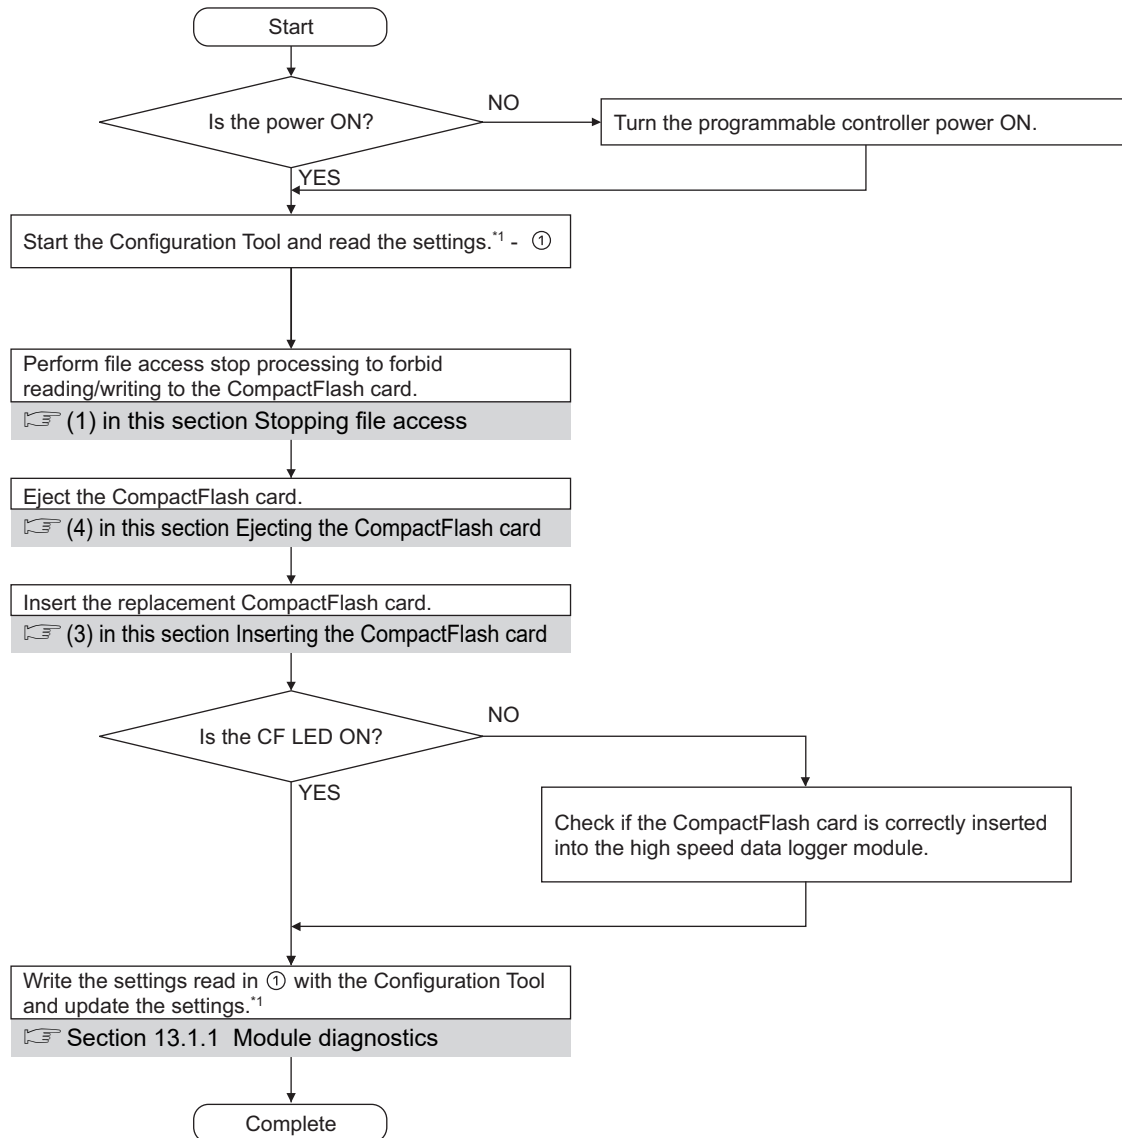 Start
Is the power ON?
NO
Turn the programmable controller power ON.
YES
Start the Configuration Tool and read the settings.*1 - ①
Perform file access stop processing to forbid
reading/writing to the CompactFlash card.
☞ (1) in this section Stopping file access
Eject the CompactFlash card.
☞ (4) in this section Ejecting the CompactFlash card
Insert the replacement CompactFlash card.
☞ (3) in this section Inserting the CompactFlash card
Is the CF LED ON?
NO
YES
Check if the CompactFlash card is correctly inserted
into the high speed data logger module.
Write the settings read in ① with the Configuration Tool
and update the settings.*1
☞ Section 13.1.1 Module diagnostics
Complete